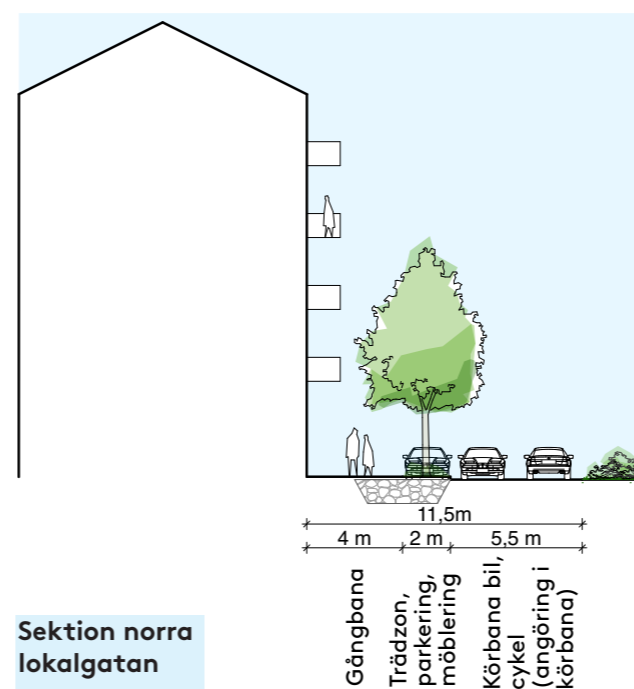 11,5m
4 m
2 m
5,5 m
Gångbana
Trädzon,
parkering,
möblering
Körbana bil,
cykel
(angöring i
körbana)
Sektion norra
lokalgatan